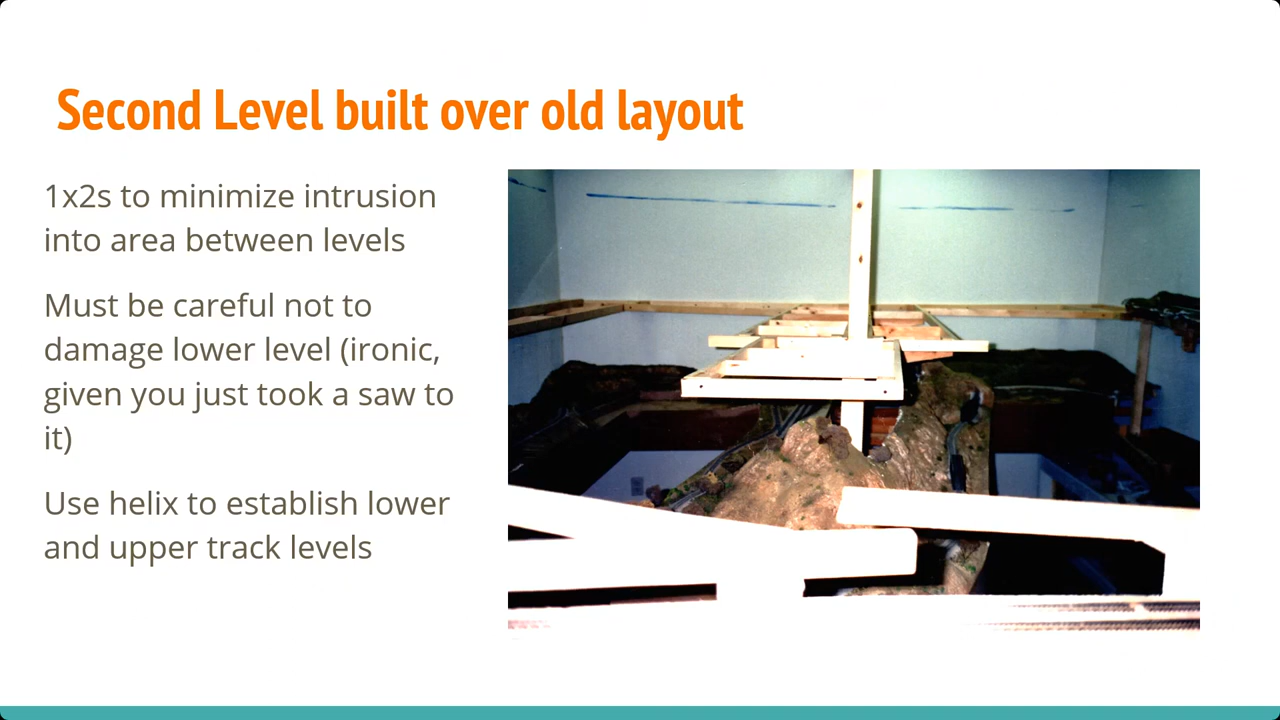 Second Level built over old layout
1x2s to minimize intrusion
into area between levels
Must be careful not to
damage lower level (ironic,
given you just took a saw to
it)
Use helix to establish lower
and upper track levels